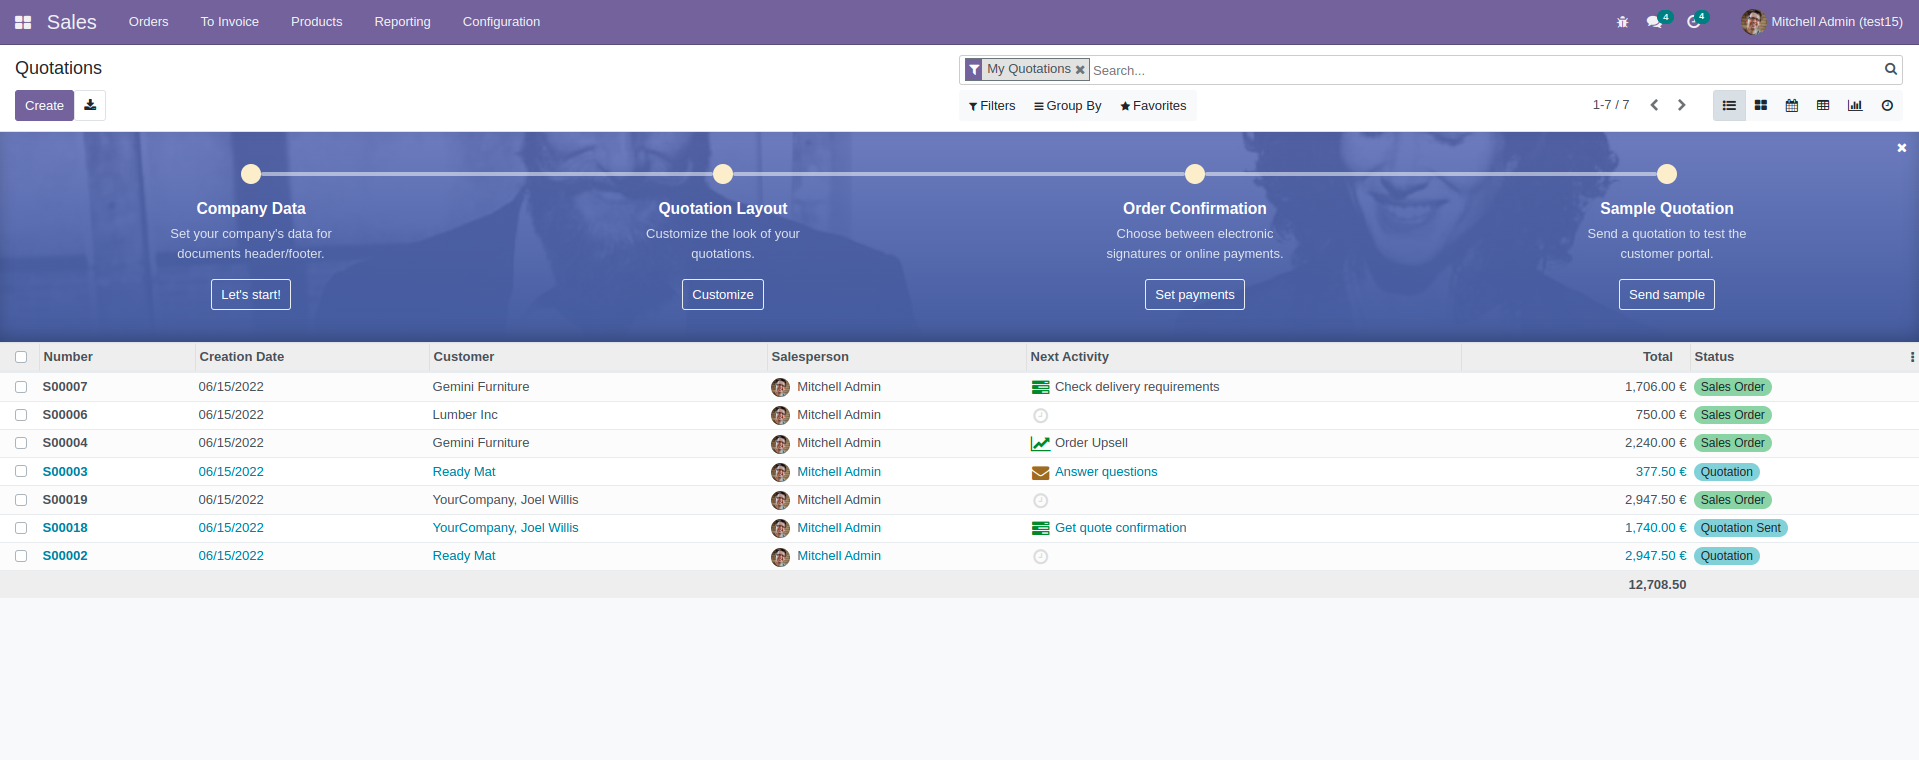 Sales Orders To Invoice Products Reporting Configuration 4 4 Mitchell Admin (test15)
Quotations
My Quotations Search...
Create Filters Group By Favorites 1-7 / 7
Company Data Quotation Layout Order Confirmation Sample Quotation
Set your company's data for Customize the look of your Choose between electronic Send a quotation to test the
documents header/footer. quotations. signatures or online payments. customer portal.
Let's start! Customize Set payments Send sample
Number Creation Date Customer Salesperson Next Activity Total Status
S00007 06/15/2022 Gemini Furniture Mitchell Admin Check delivery requirements 1,706.00 € Sales Order
S00006 06/15/2022 Lumber Inc Mitchell Admin 750.00 € Sales Order
S00004 06/15/2022 Gemini Furniture Mitchell Admin Order Upsell 2,240.00 € Sales Order
S00003 06/15/2022 Ready Mat Mitchell Admin Answer questions 377.50 € Quotation
S00019 06/15/2022 YourCompany, Joel Willis Mitchell Admin 2,947.50 € Sales Order
S00018 06/15/2022 YourCompany, Joel Willis Mitchell Admin Get quote confirmation 1,740.00 € Quotation Sent
S00002 06/15/2022 Ready Mat Mitchell Admin 2,947.50 € Quotation
12,708.50